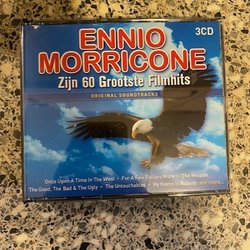 3CD
ENNIO
MORRICONE
Zijn 60 Grootste Filmhits
ORIGINAL SOUNDTRACKS
Once Upon A Time In The West • For A Few Dollars More • The Mission
The Good, The Bad & The Ugly • The Untouchables • My Name Is Nobody and more...